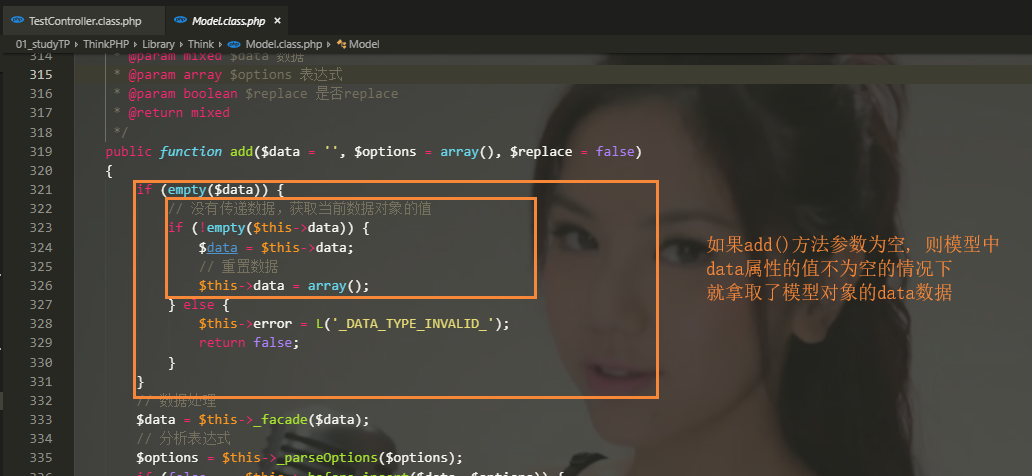 TestController.class.php
Model.class.php ×
01_studyTP › ThinkPHP › Library › Think › Model.class.php › Model
314 * @param mixed $data 数据
315 * @param array $options 表达式
316 * @param boolean $replace 是否replace
317 * @return mixed
318 */
319 public function add($data = '', $options = array(), $replace = false)
320 {
321 if (empty($data)) {
322 // 没有传递数据，获取当前数据对象的值
323 if (!empty($this->data)) {
324 $data = $this->data;
325 // 重置数据
326 $this->data = array();
327 } else {
328 $this->error = L('_DATA_TYPE_INVALID_');
329 return false;
330 }
331 }
332 // 数据处理
333 $data = $this->_facade($data);
334 // 分析表达式
335 $options = $this->_parseOptions($options);
如果add()方法参数为空, 则模型中
data属性的值不为空的情况下
就拿取了模型对象的data数据